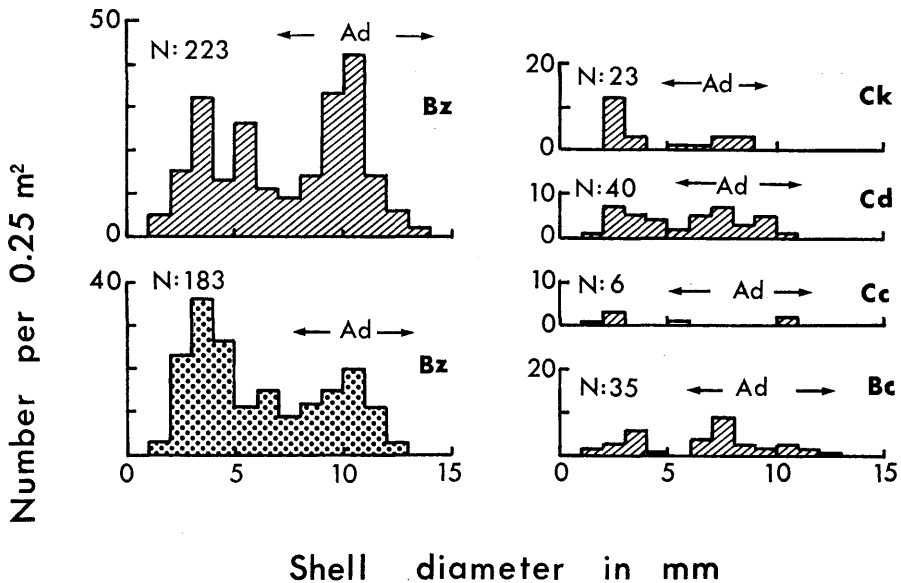 Number per 0.25 m²
50
0
N: 223
Ad
Bz
40
0
5
10
15
N: 183
Ad
Bz
20
0
N: 23
Ad
Ck
10
0
N: 40
Ad
Cd
10
0
N: 6
Ad
Cc
20
0
5
10
15
N: 35
Ad
Bc
Shell diameter in mm